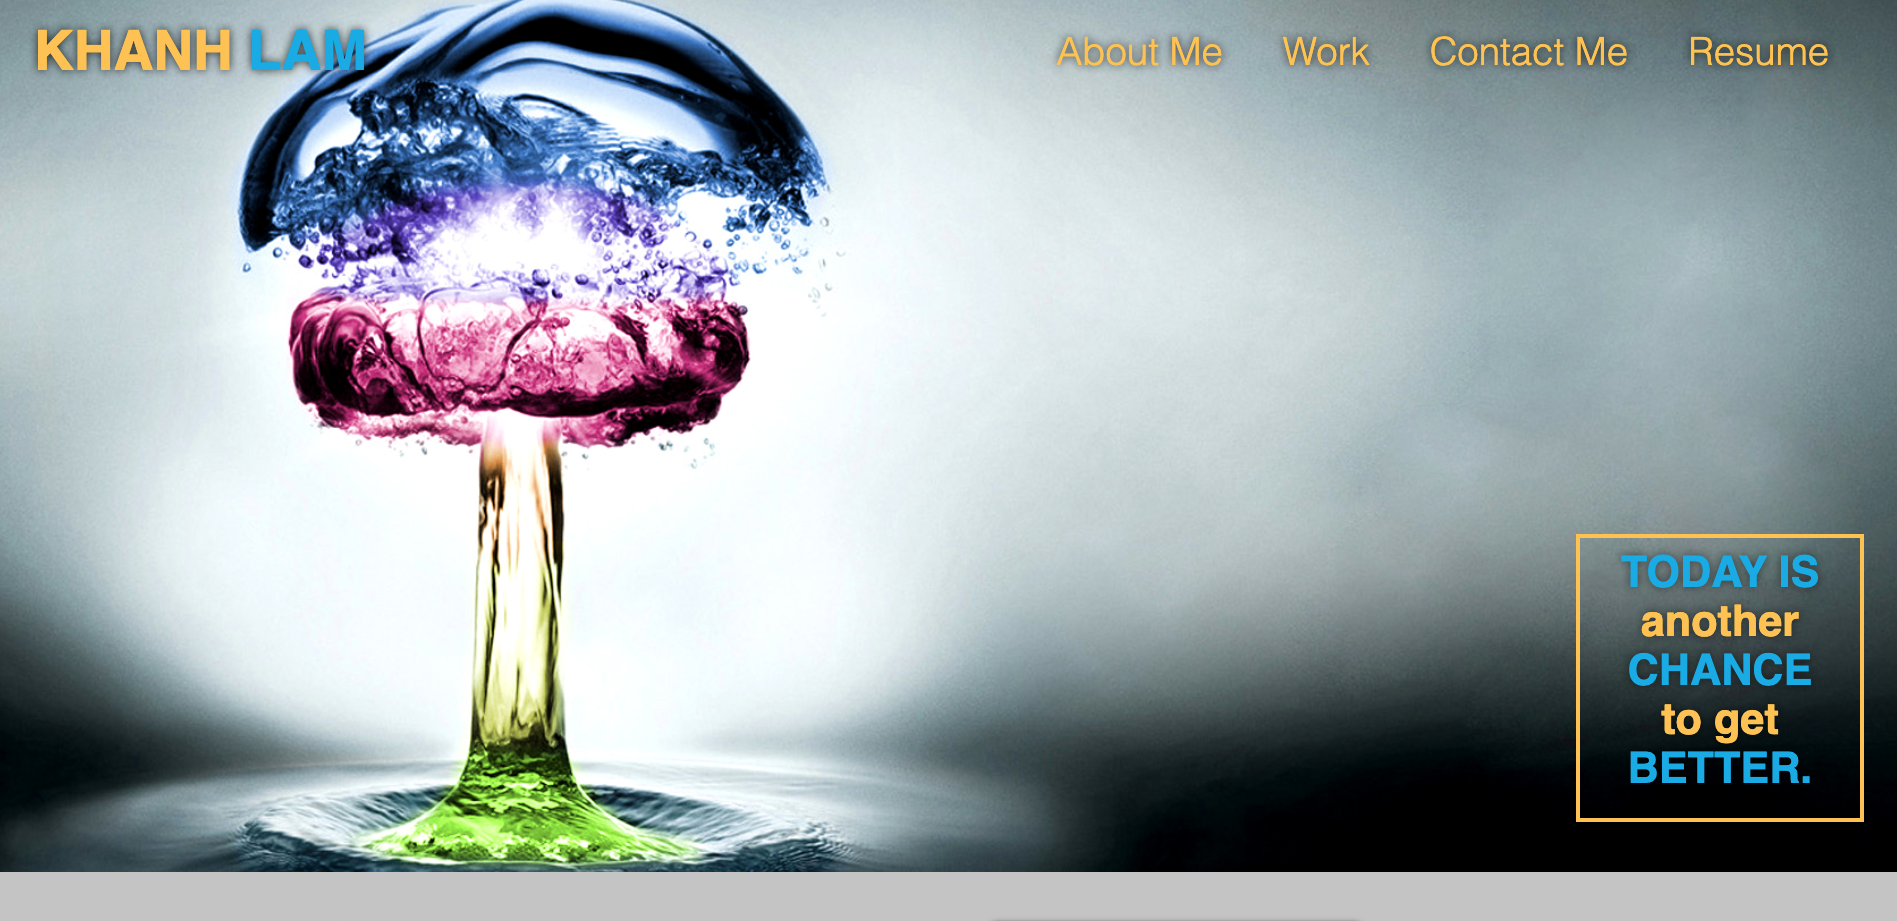 KHANH LAM
About Me Work Contact Me Resume
TODAY IS
another
CHANCE
to get
BETTER.